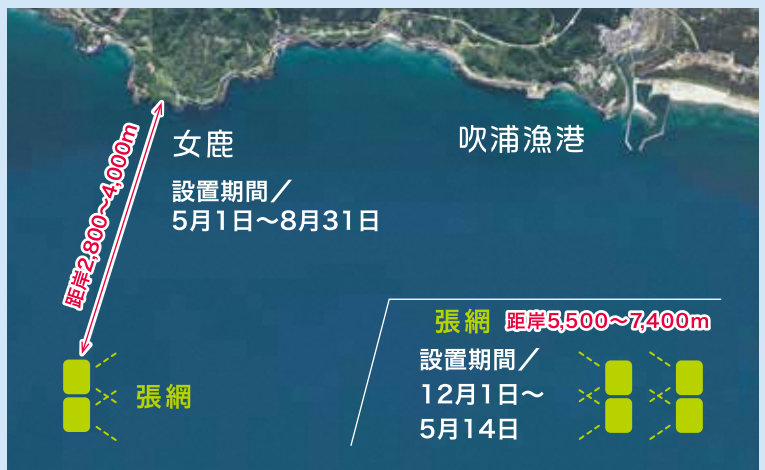 女鹿
吹浦漁港
設置期間／
5月1日～8月31日
距岸2,800～4,000m
張網
張網 距岸5,500～7,400m
設置期間／
12月1日～
5月14日